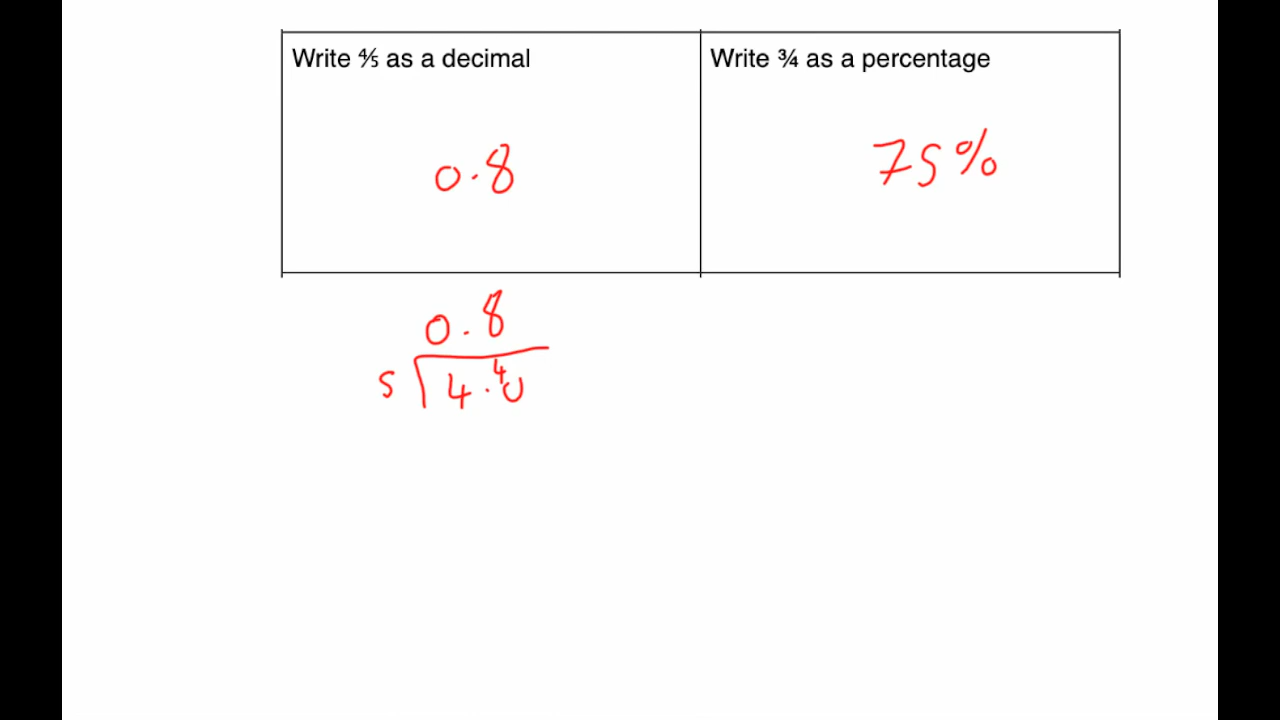 Write ⅘ as a decimal
0.8
Write ¾ as a percentage
75%
0.8
5 4.⁴0